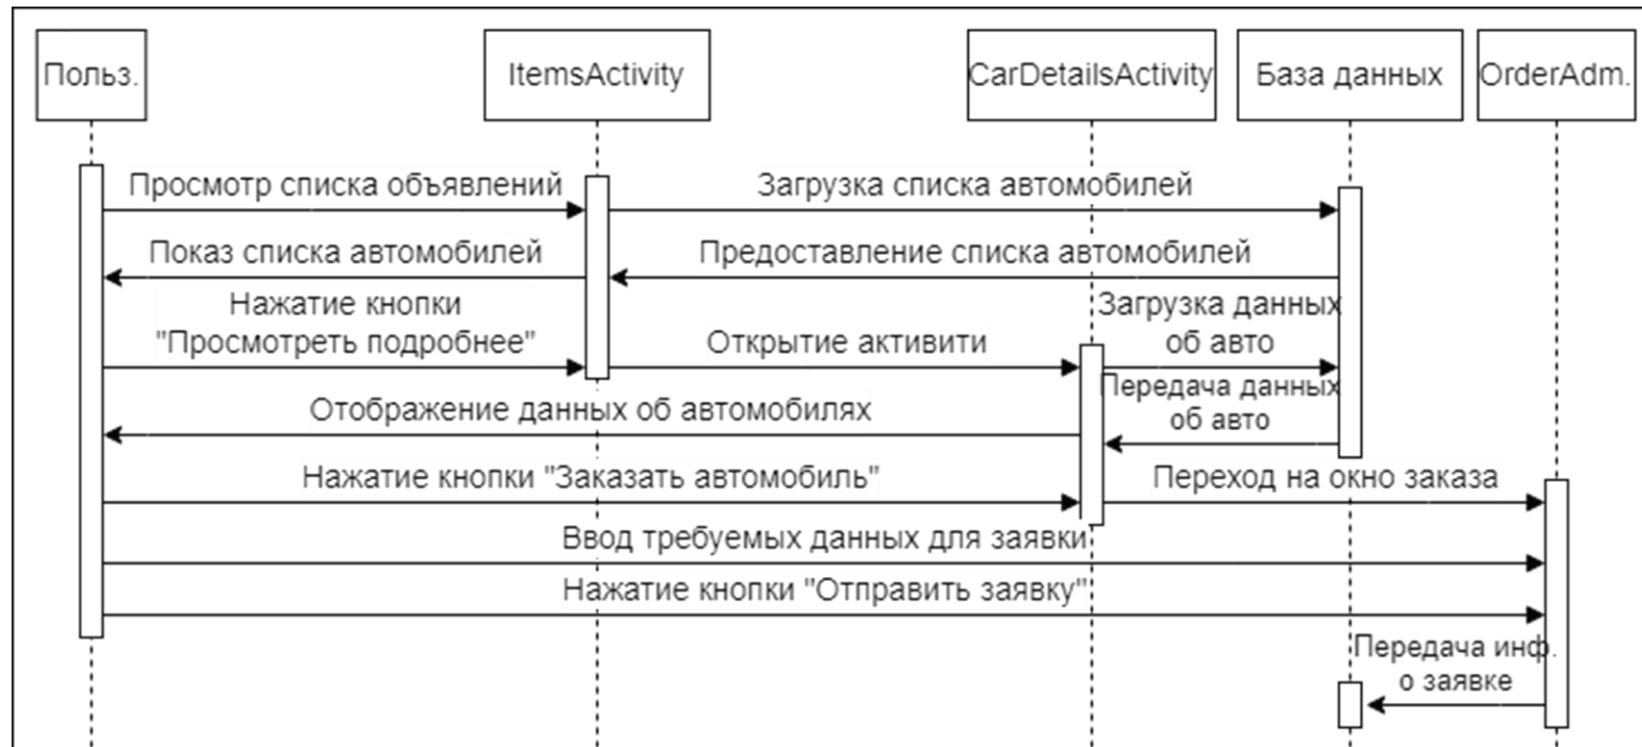 Польз.
ItemsActivity
CarDetailsActivity
База данных
OrderAdm.
Просмотр списка объявлений
Загрузка списка автомобилей
Показ списка автомобилей
Предоставление списка автомобилей
Нажатие кнопки
"Просмотреть подробнее"
Открытие активити
Загрузка данных
об авто
Передача данных
об авто
Отображение данных об автомобилях
Нажатие кнопки "Заказать автомобиль"
Переход на окно заказа
Ввод требуемых данных для заявки
Нажатие кнопки "Отправить заявку"
Передача инф.
о заявке